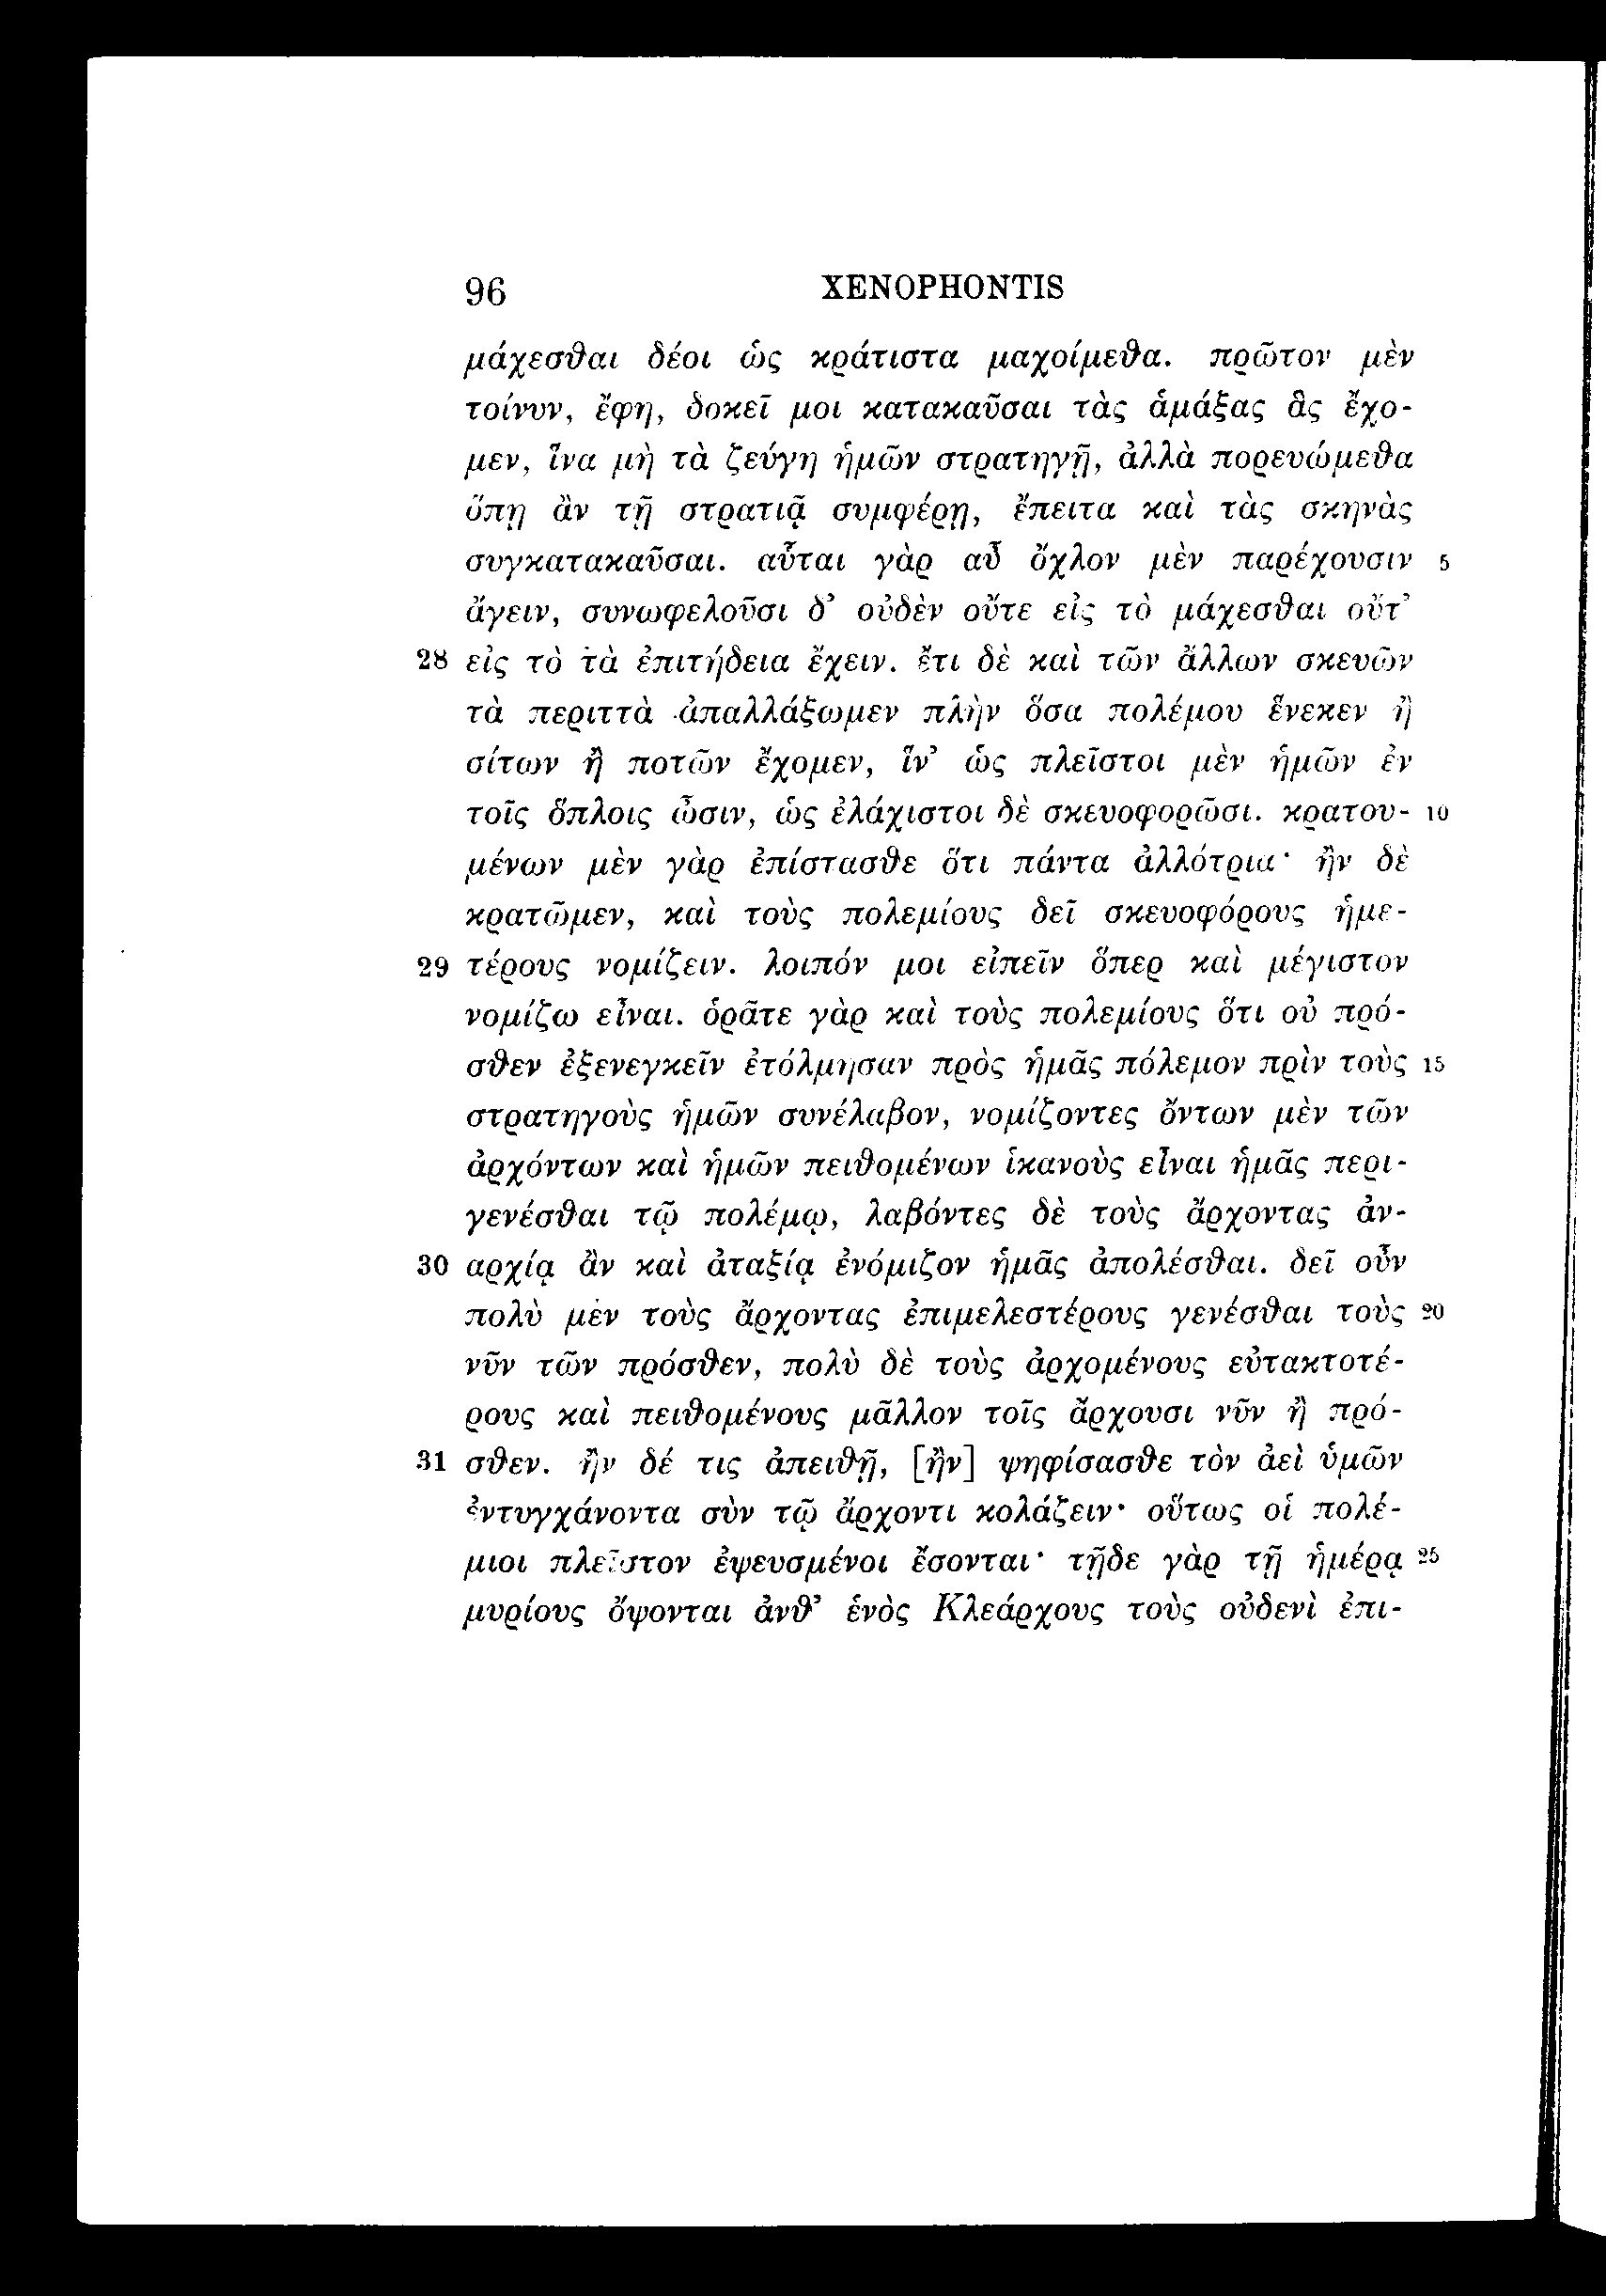 96 XENOPHONTIS
μάχεσθαι δέοι ὡς κράτιστα μαχοίμεθα. πρῶτον μὲν
τοίνυν, ἔφη, δοκεῖ μοι κατακαῦσαι τὰς ἁμάξας ἃς ἔχο-
μεν, ἵνα μὴ τὰ ζεύγη ἡμῶν στρατηγῇ, ἀλλὰ πορευώμεθα
ὅπῃ ἂν τῇ στρατιᾷ συμφέρῃ, ἔπειτα καὶ τὰς σκηνὰς
συγκατακαῦσαι. αὗται γὰρ αὖ ὄχλον μὲν παρέχουσιν 5
ἄγειν, συνωφελοῦσι δ’ οὐδὲν οὔτε εἰς τὸ μάχεσθαι οὔτ’
28 εἰς τὸ τὰ ἐπιτήδεια ἔχειν. ἔτι δὲ καὶ τῶν ἄλλων σκευῶν
τὰ περιττὰ ἀπαλλάξωμεν πλὴν ὅσα πολέμου ἕνεκεν ἢ
σίτων ἢ ποτῶν ἔχομεν, ἵν’ ὡς πλεῖστοι μὲν ἡμῶν ἐν
τοῖς ὅπλοις ὦσιν, ὡς ἐλάχιστοι δὲ σκευοφορῶσι. κρατου- 10
μένων μὲν γὰρ ἐπίστασθε ὅτι πάντα ἀλλότρια· ἢν δὲ
κρατῶμεν, καὶ τοὺς πολεμίους δεῖ σκευοφόρους ἡμε-
29 τέρους νομίζειν. λοιπόν μοι εἰπεῖν ὅπερ καὶ μέγιστον
νομίζω εἶναι. ὁρᾶτε γὰρ καὶ τοὺς πολεμίους ὅτι οὐ πρό-
σθεν ἐξενεγκεῖν ἐτόλμησαν πρὸς ἡμᾶς πόλεμον πρὶν τοὺς 15
στρατηγοὺς ἡμῶν συνέλαβον, νομίζοντες ὄντων μὲν τῶν
ἀρχόντων καὶ ἡμῶν πειθομένων ἱκανοὺς εἶναι ἡμᾶς περι-
γενέσθαι τῷ πολέμῳ, λαβόντες δὲ τοὺς ἄρχοντας ἀν-
30 αρχίᾳ ἂν καὶ ἀταξίᾳ ἐνόμιζον ἡμᾶς ἀπολέσθαι. δεῖ οὖν
πολὺ μὲν τοὺς ἄρχοντας ἐπιμελεστέρους γενέσθαι τοὺς 20
νῦν τῶν πρόσθεν, πολὺ δὲ τοὺς ἀρχομένους εὐτακτοτέ-
ρους καὶ πειθομένους μᾶλλον τοῖς ἄρχουσι νῦν ἢ πρό-
31 σθεν. ἢν δέ τις ἀπειθῇ, [ἢν] ψηφίσασθε τὸν ἀεὶ ὑμῶν
ἐντυγχάνοντα σὺν τῷ ἄρχοντι κολάζειν· οὕτως οἱ πολέ-
μιοι πλεῖστον ἐψευσμένοι ἔσονται· τῇδε γὰρ τῇ ἡμέρᾳ 25
μυρίους ὄψονται ἀνθ’ ἑνὸς Κλεάρχους τοὺς οὐδενὶ ἐπι-